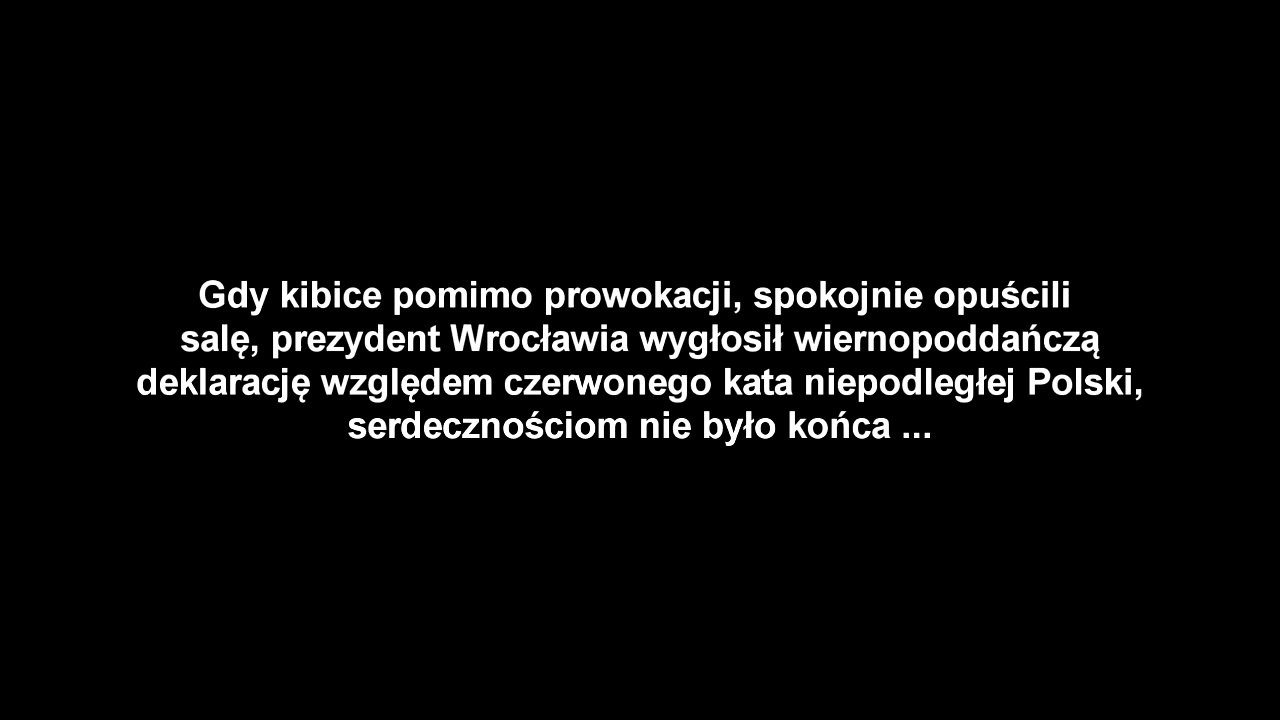 Gdy kibice pomimo prowokacji, spokojnie opuścili
salę, prezydent Wrocławia wygłosił wiernopoddańczą
deklarację względem czerwonego kata niepodległej Polski,
serdecznościom nie było końca ...